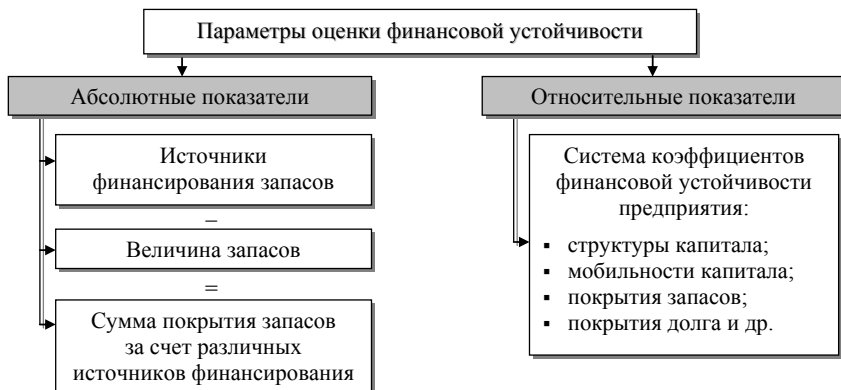 Параметры оценки финансовой устойчивости
Абсолютные показатели
Источники
финансирования запасов
–
Величина запасов
=
Сумма покрытия запасов
за счет различных
источников финансирования
Относительные показатели
Система коэффициентов
финансовой устойчивости
предприятия:
▪ структуры капитала;
▪ мобильности капитала;
▪ покрытия запасов;
▪ покрытия долга и др.